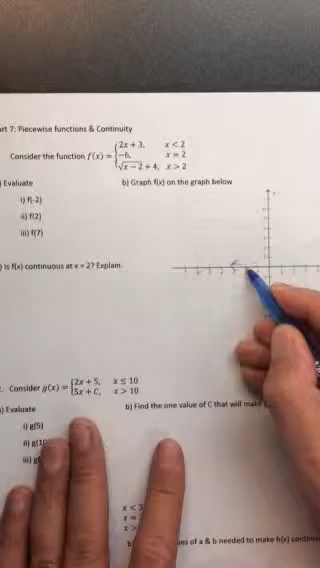 rt 7: Piecewise functions & Continuity
Consider the function f(x) = { 2x + 3, x < 2
−6, x = 2
√x − 2 + 4, x > 2
) Evaluate
b) Graph f(x) on the graph below
i) f(-2)
ii) f(2)
iii) f(7)
) Is f(x) continuous at x = 2? Explain.
. Consider g(x) = { 2x + 5, x ≤ 10
5x + C, x > 10
) Evaluate
b) Find the one value of C that will make
i) g(5)
ii) g(10
iii) g(
x < 3
x =
x >
b) es of a & b needed to make h(x) continuo